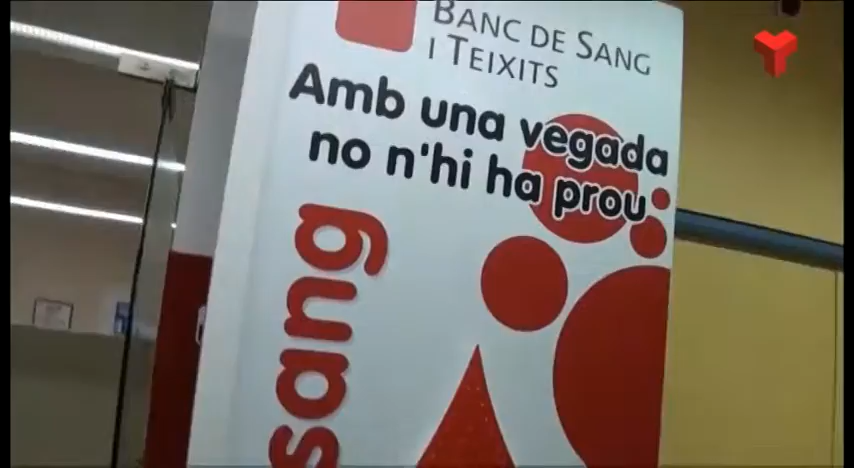 BANC DE SANG
I TEIXITS
Amb una vegada
no n'hi ha prou
sang